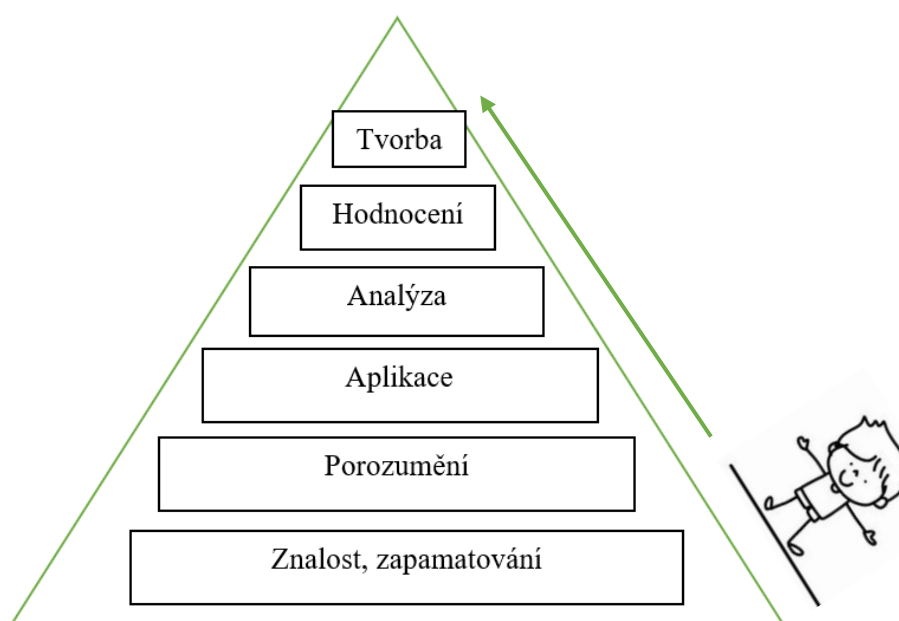 Tvorba
Hodnocení
Analýza
Aplikace
Porozumění
Znalost, zapamatování